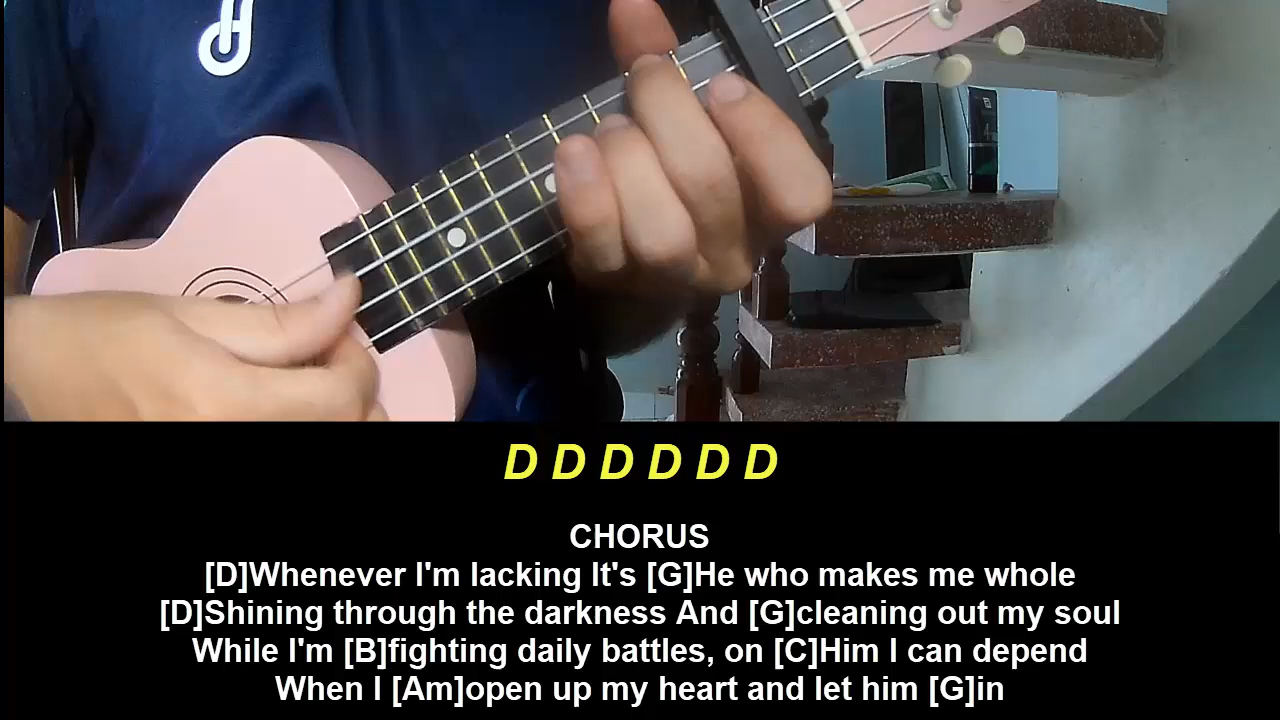 D D D D D D
CHORUS
[D]Whenever I'm lacking It's [G]He who makes me whole
[D]Shining through the darkness And [G]cleaning out my soul
While I'm [B]fighting daily battles, on [C]Him I can depend
When I [Am]open up my heart and let him [G]in